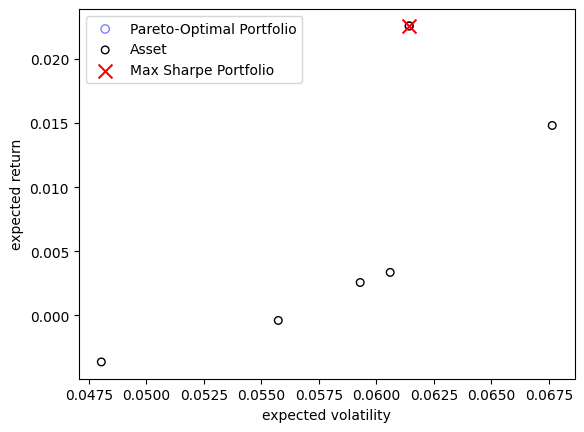 Pareto-Optimal Portfolio
Asset
Max Sharpe Portfolio
0.020
0.015
0.010
0.005
0.000
expected return
0.0475 0.0500 0.0525 0.0550 0.0575 0.0600 0.0625 0.0650 0.0675
expected volatility